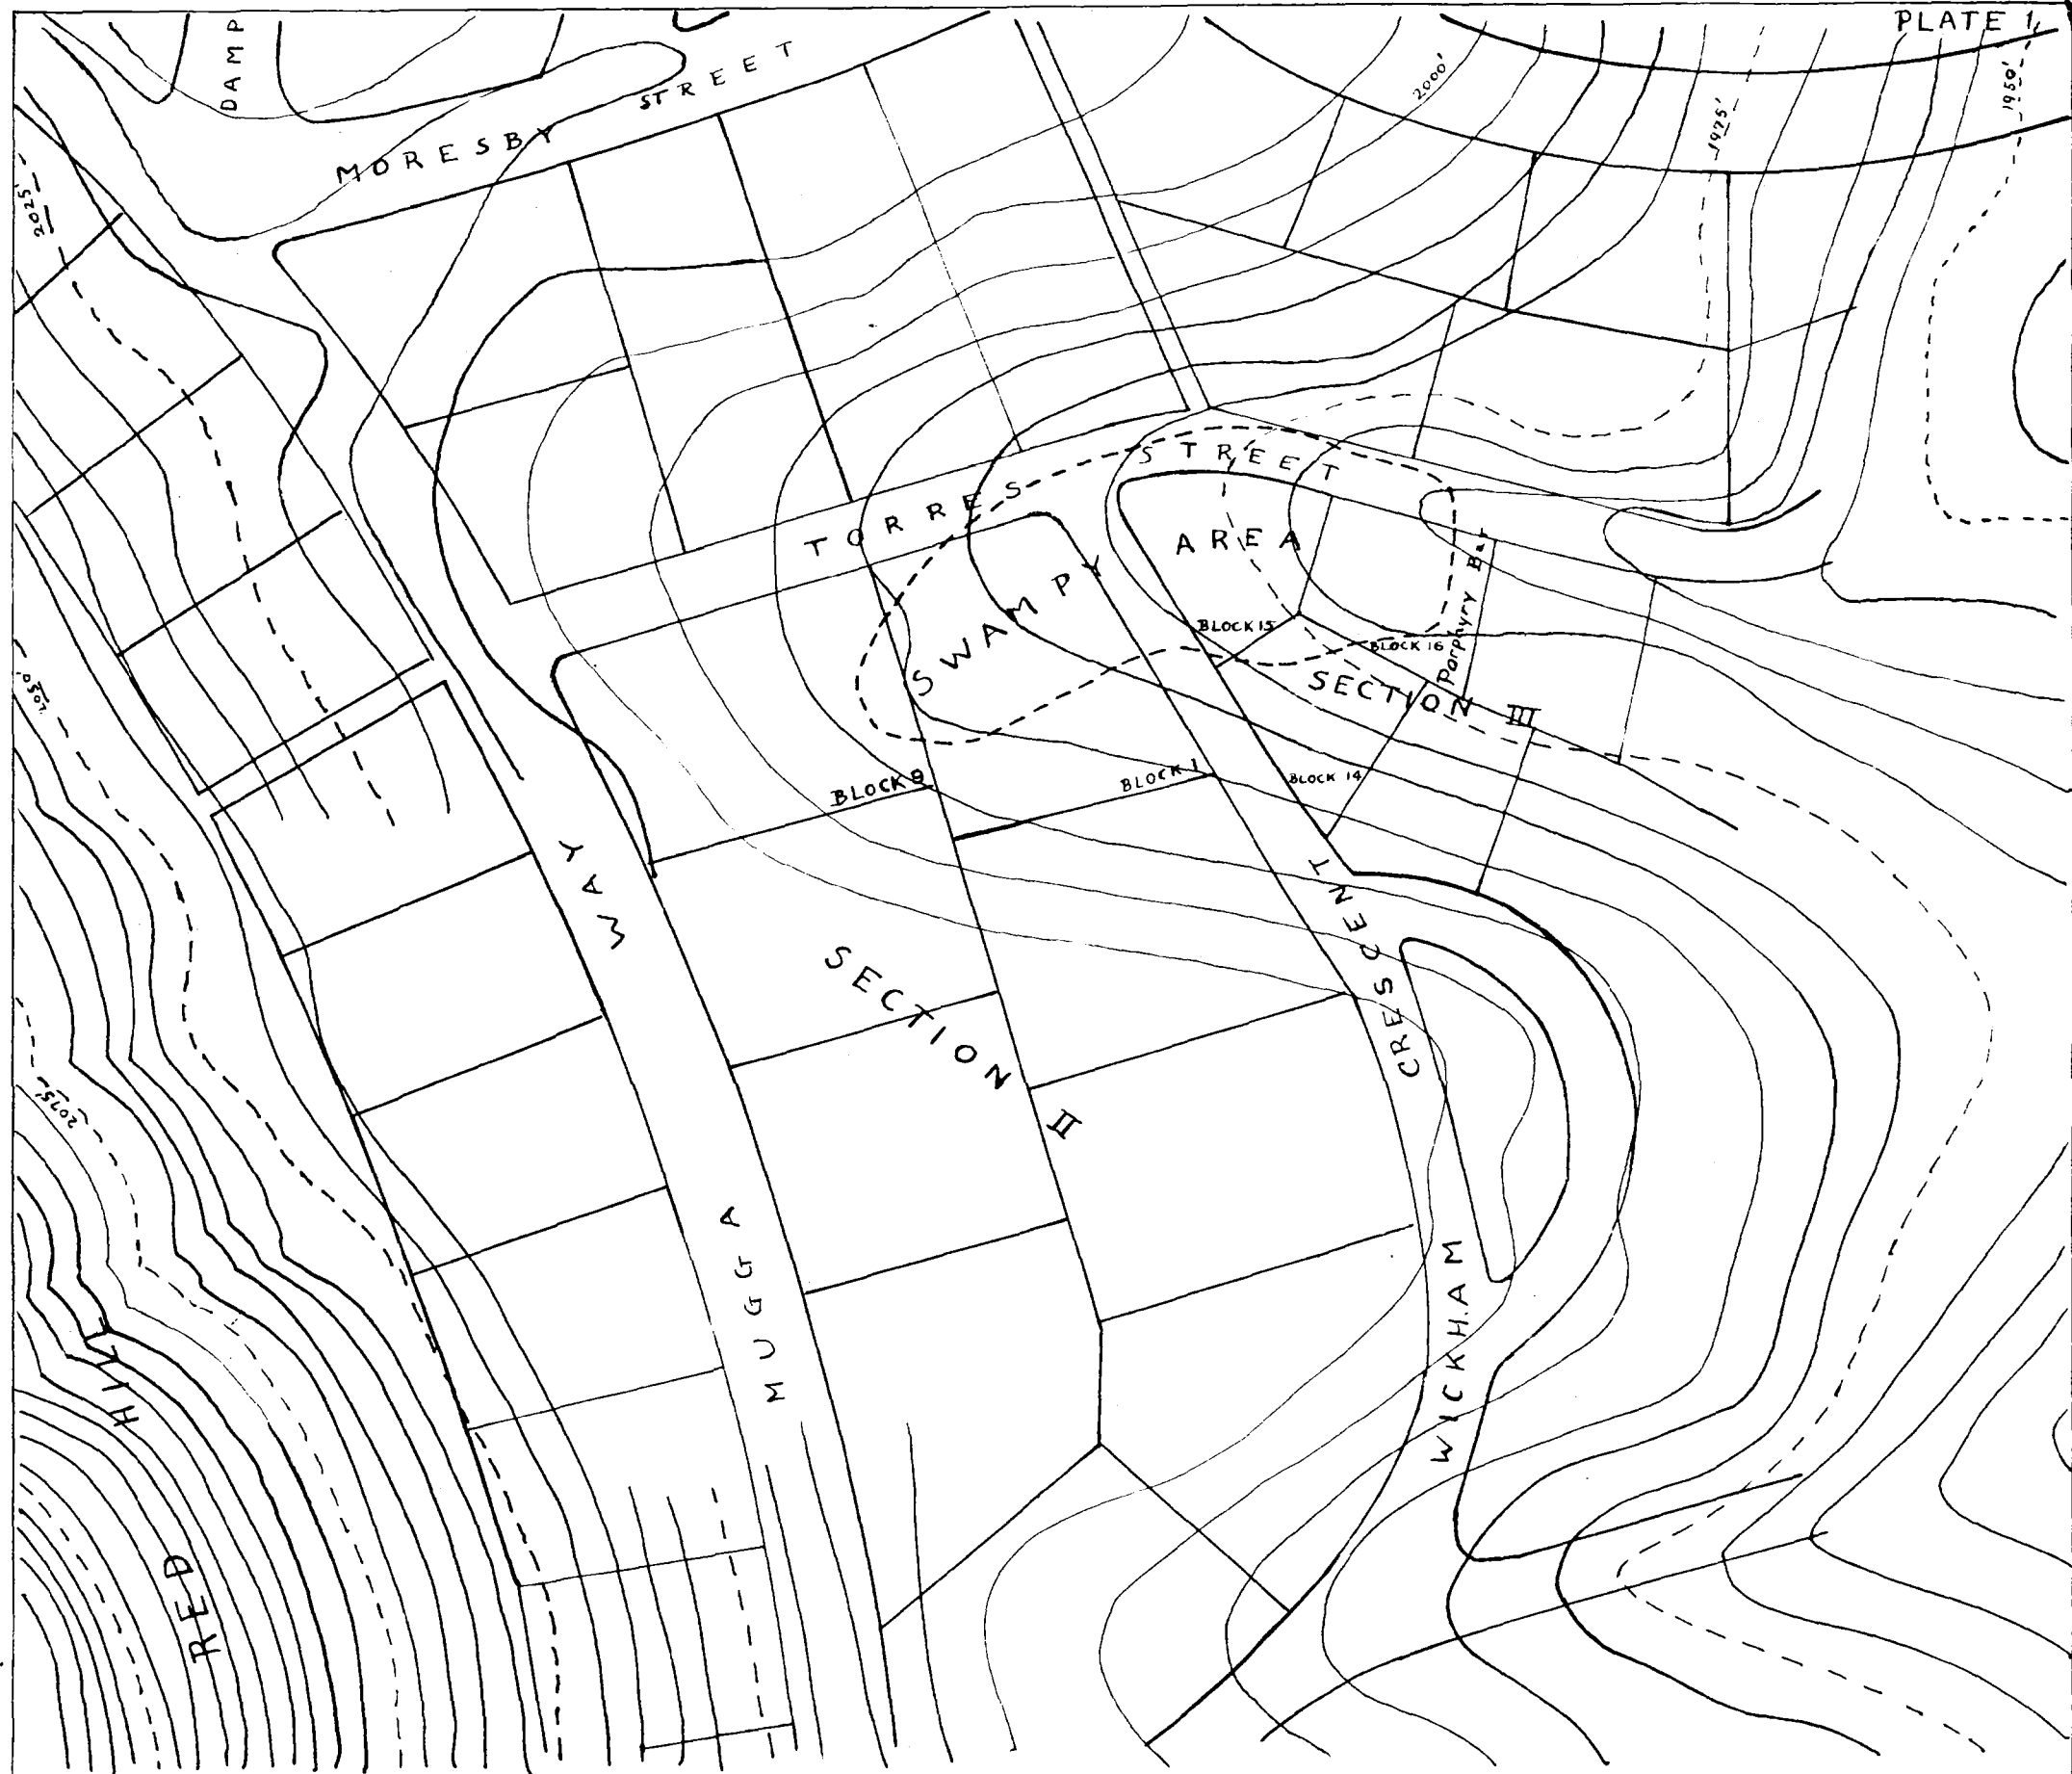 PLATE 1
DAMP
MORESBY STREET
2000'
1975'
1950'
2025'
TORRES STREET
SWAMPY AREA
Porphyry Bar
BLOCK 15
BLOCK 16
SECTION III
2050'
BLOCK 9
BLOCK 1
BLOCK 14
MUGGA WAY
SECTION II
WICKHAM CRESCENT
2075'
RED HILL